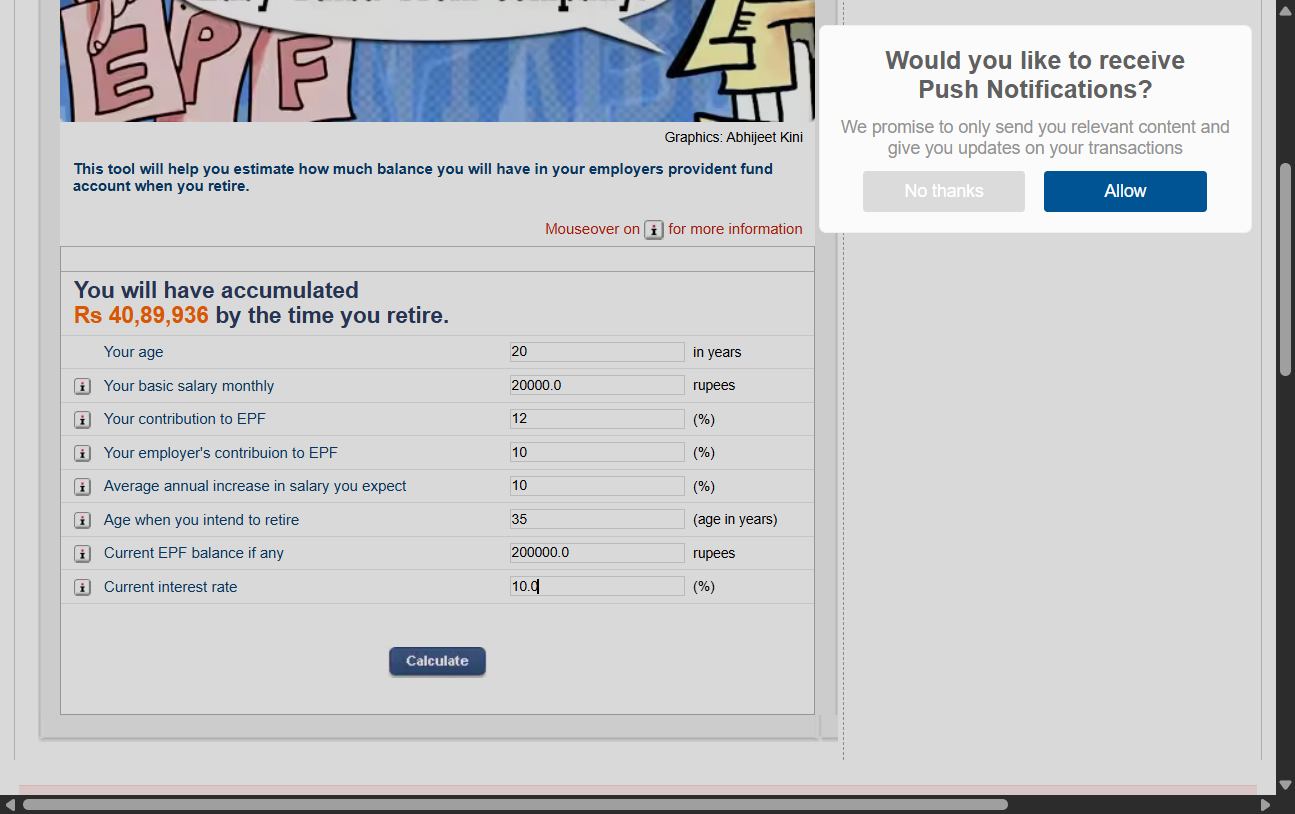 EPF
Graphics: Abhijeet Kini
This tool will help you estimate how much balance you will have in your employers provident fund
account when you retire.
Mouseover on i for more information
You will have accumulated
Rs 40,89,936 by the time you retire.
Your age 20 in years
i Your basic salary monthly 20000.0 rupees
i Your contribution to EPF 12 (%)
i Your employer's contribuion to EPF 10 (%)
i Average annual increase in salary you expect 10 (%)
i Age when you intend to retire 35 (age in years)
i Current EPF balance if any 200000.0 rupees
i Current interest rate 10.0 (%)
Calculate
Would you like to receive
Push Notifications?
We promise to only send you relevant content and
give you updates on your transactions
No thanks Allow